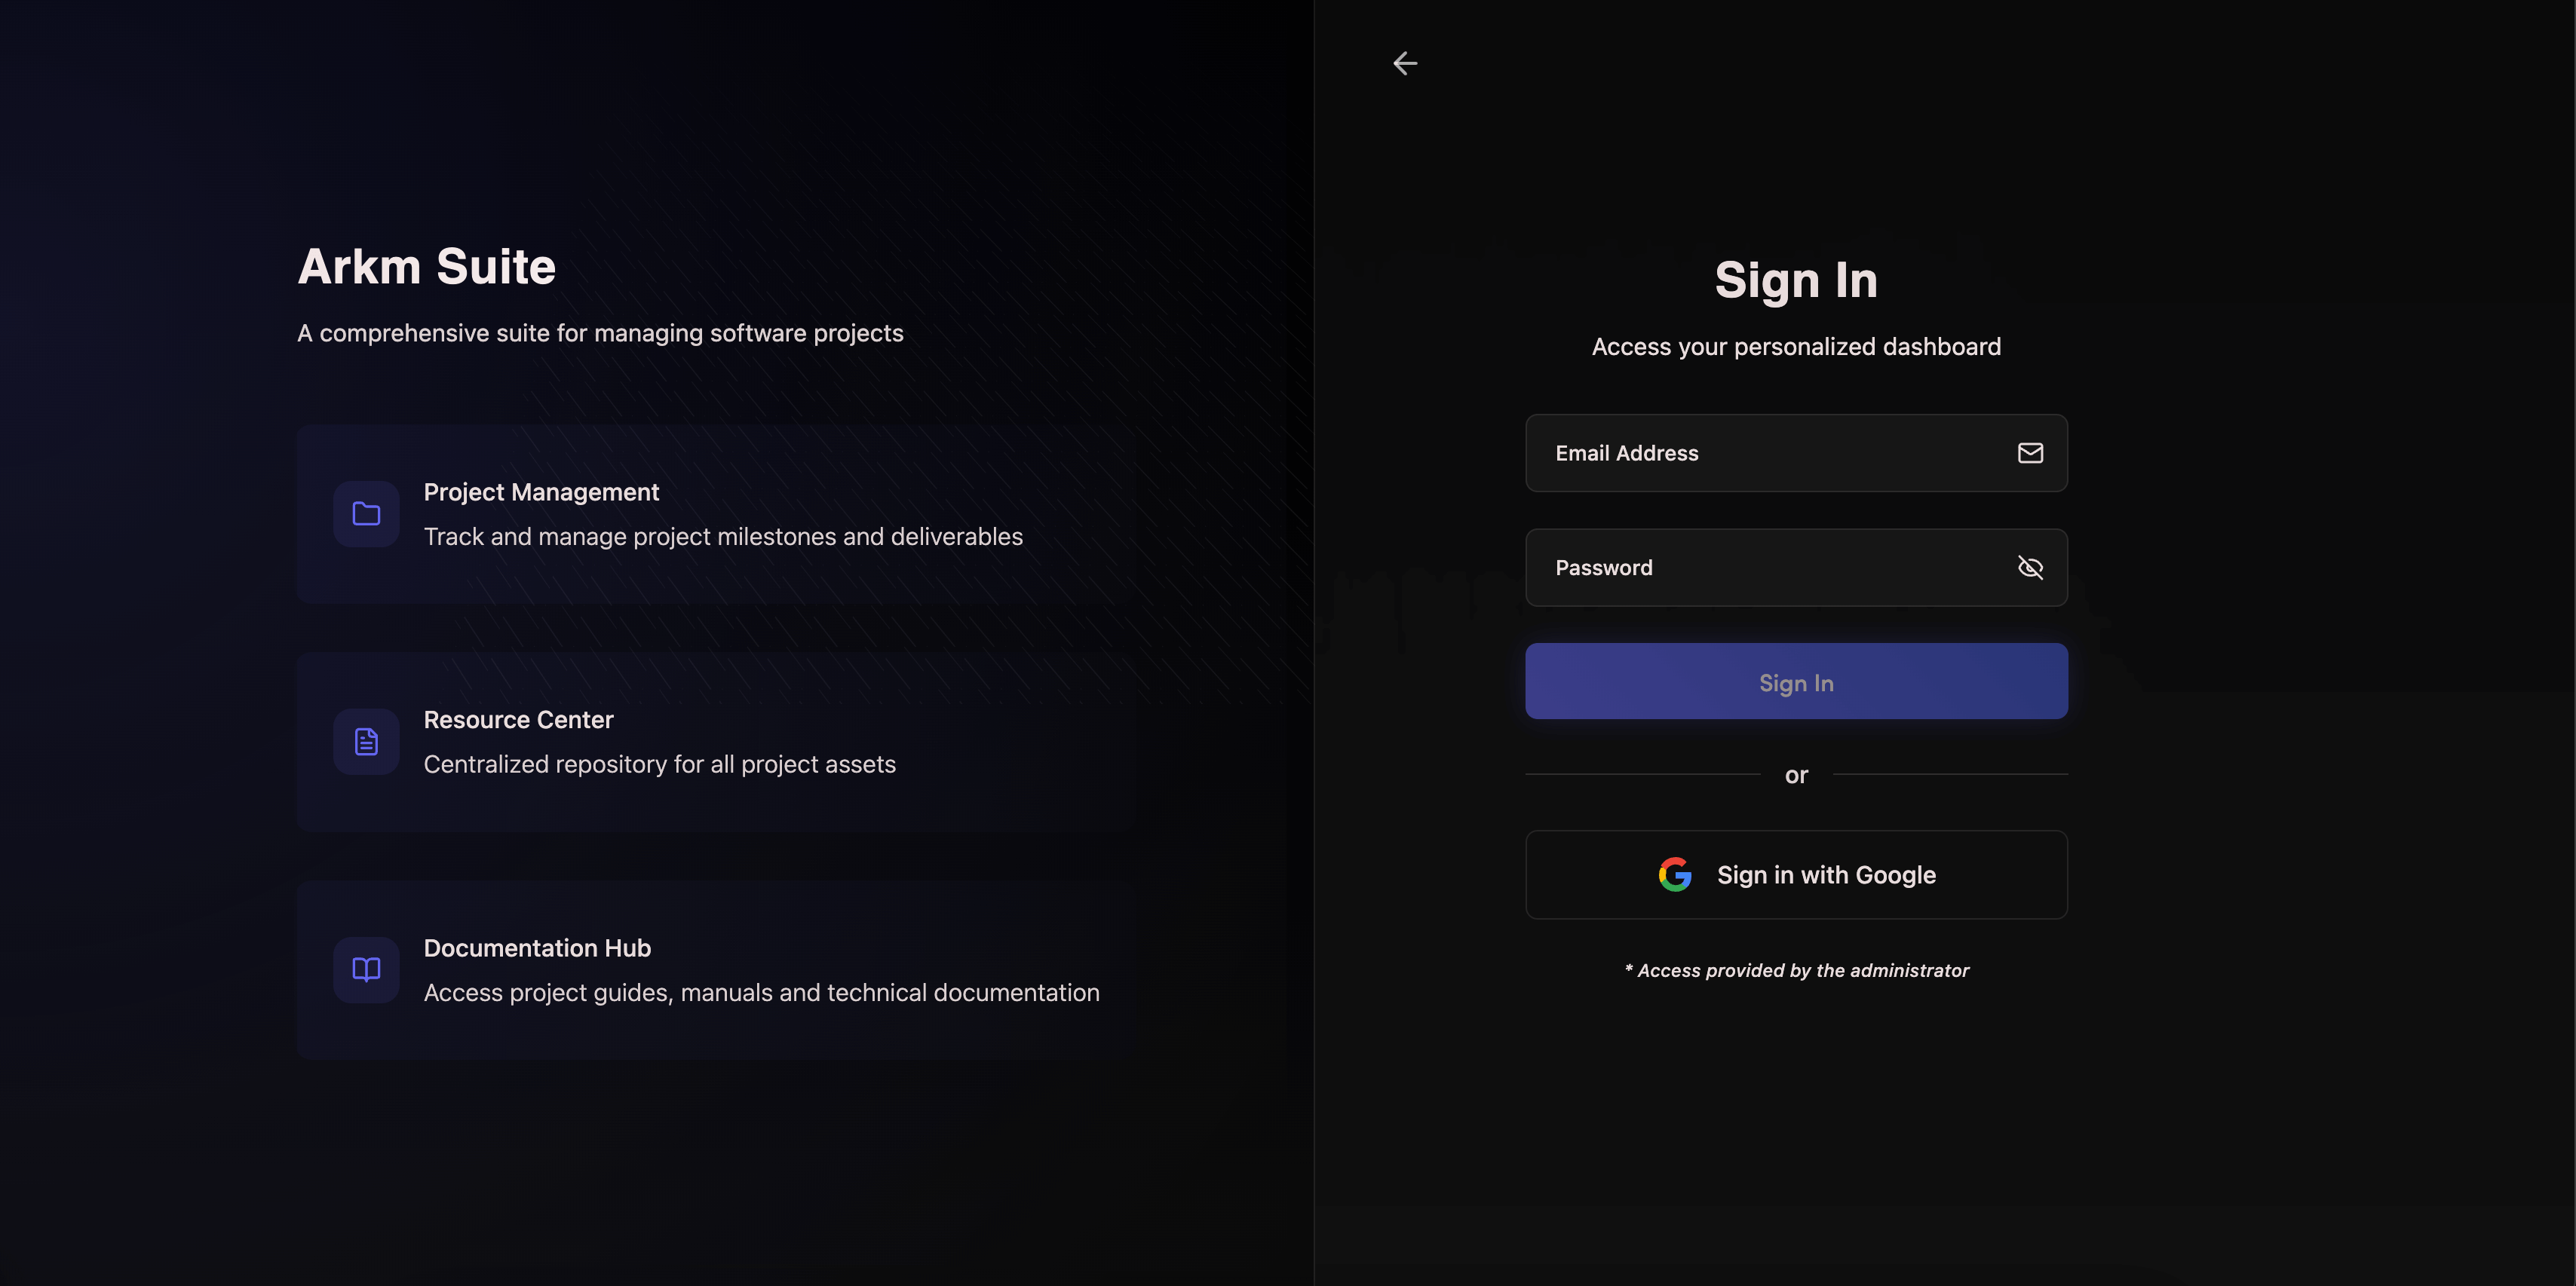 Arkm Suite
A comprehensive suite for managing software projects
Project Management
Track and manage project milestones and deliverables
Resource Center
Centralized repository for all project assets
Documentation Hub
Access project guides, manuals and technical documentation
Sign In
Access your personalized dashboard
Email Address
Password
Sign In
or
Sign in with Google
* Access provided by the administrator